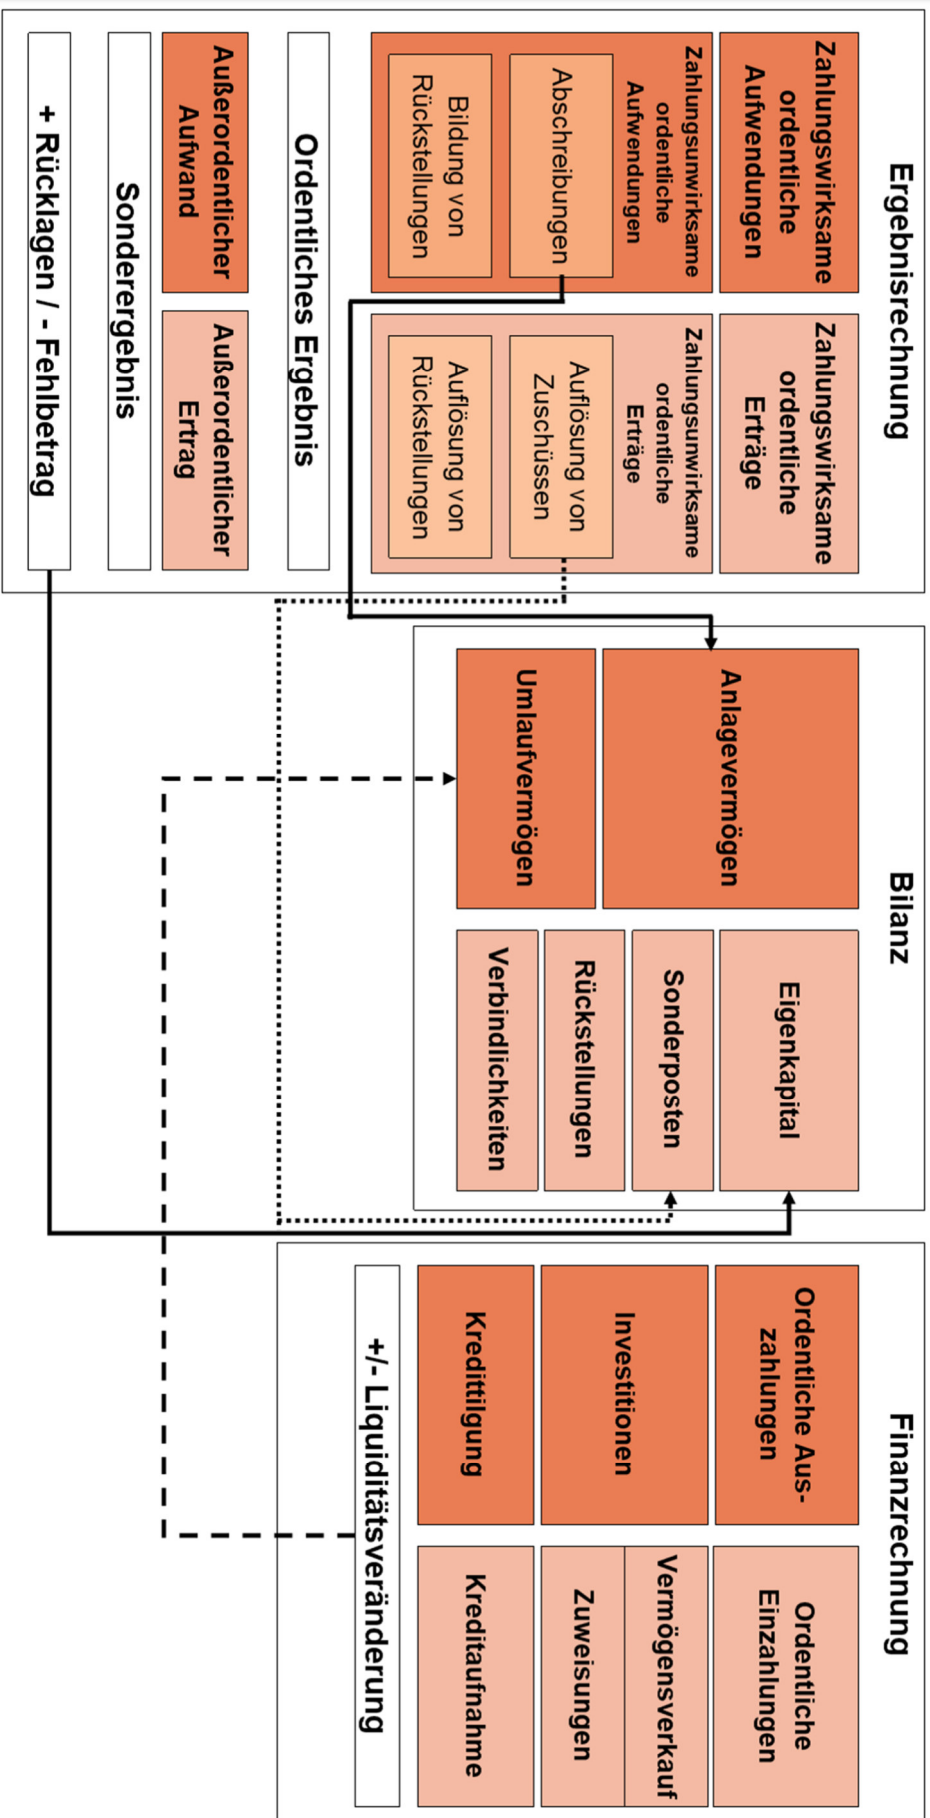 Ergebnisrechnung
Zahlungswirksame
ordentliche
Aufwendungen
Zahlungswirksame
ordentliche
Erträge
Zahlungsunwirksame
ordentliche
Aufwendungen
Abschreibungen
Bildung von
Rückstellungen
Zahlungsunwirksame
ordentliche
Erträge
Auflösung von
Zuschüssen
Auflösung von
Rückstellungen
Ordentliches Ergebnis
Außerordentlicher
Aufwand
Außerordentlicher
Ertrag
Sonderergebnis
+ Rücklagen / - Fehlbetrag
Bilanz
Anlagevermögen
Umlaufvermögen
Eigenkapital
Sonderposten
Rückstellungen
Verbindlichkeiten
Finanzrechnung
Ordentliche Aus-
zahlungen
Ordentliche
Einzahlungen
Investitionen
Vermögensverkauf
Zuweisungen
Kredittilgung
Kreditaufnahme
+/- Liquiditätsveränderung